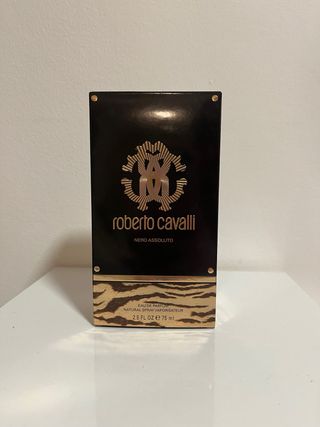 roberto cavalli
NERO ASSOLUTO
EAU DE PARFUM
NATURAL SPRAY VAPORISATEUR
2.5 FL OZ e 75 ml